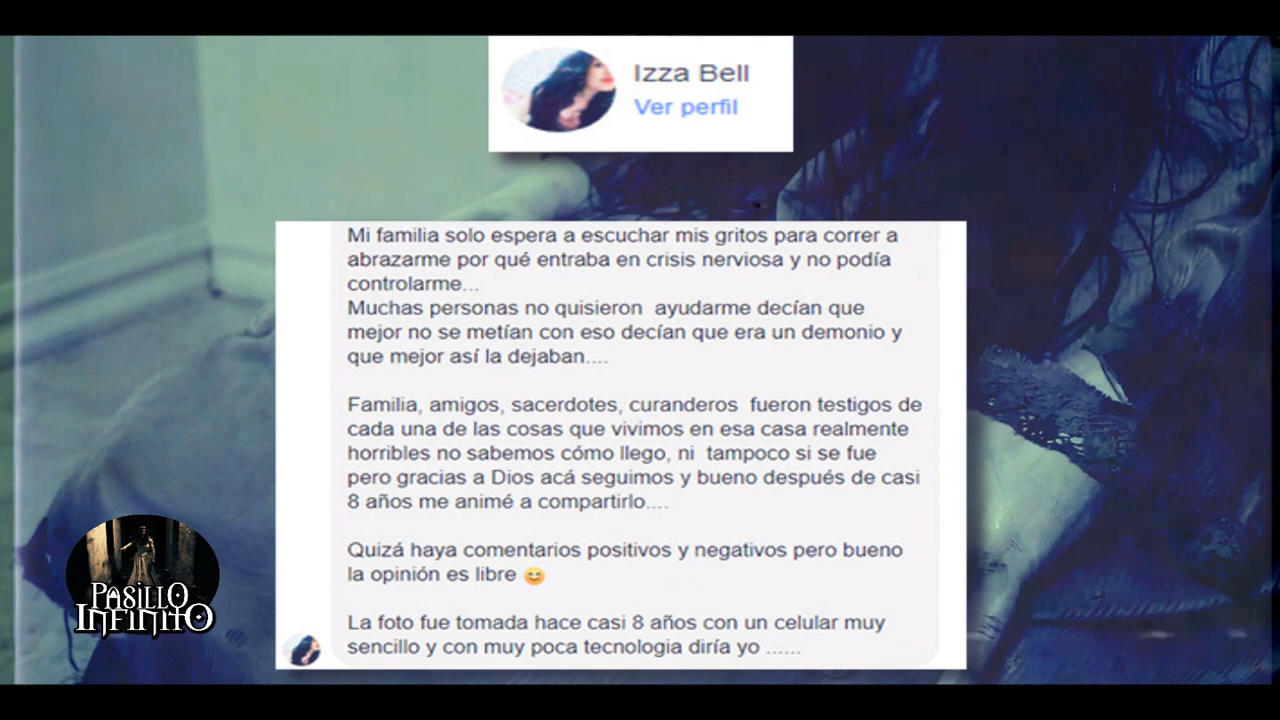 Izza Bell
Ver perfil
Mi familia solo espera a escuchar mis gritos para correr a
abrazarme por qué entraba en crisis nerviosa y no podía
controlarme...
Muchas personas no quisieron ayudarme decían que
mejor no se metían con eso decían que era un demonio y
que mejor así la dejaban....
Familia, amigos, sacerdotes, curanderos fueron testigos de
cada una de las cosas que vivimos en esa casa realmente
horribles no sabemos cómo llego, ni tampoco si se fue
pero gracias a Dios acá seguimos y bueno después de casi
8 años me animé a compartirlo....
Quizá haya comentarios positivos y negativos pero bueno
la opinión es libre 😊
La foto fue tomada hace casi 8 años con un celular muy
sencillo y con muy poca tecnologia diría yo ......
PASILLO
INFINITO